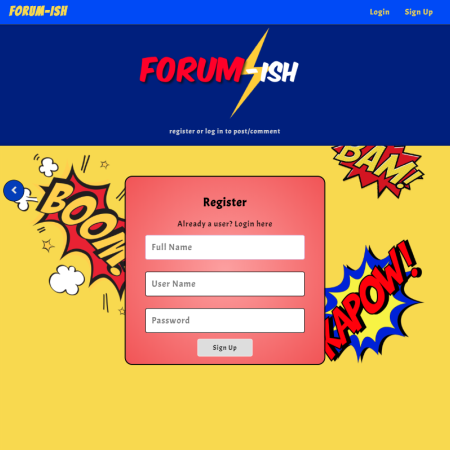 FORUM-ISH
Login
Sign Up
FORUM-ISH
register or log in to post/comment
BAM!!
BOOM!
Register
Already a user? Login here
Full Name
User Name
Password
Sign Up
KAPOW!